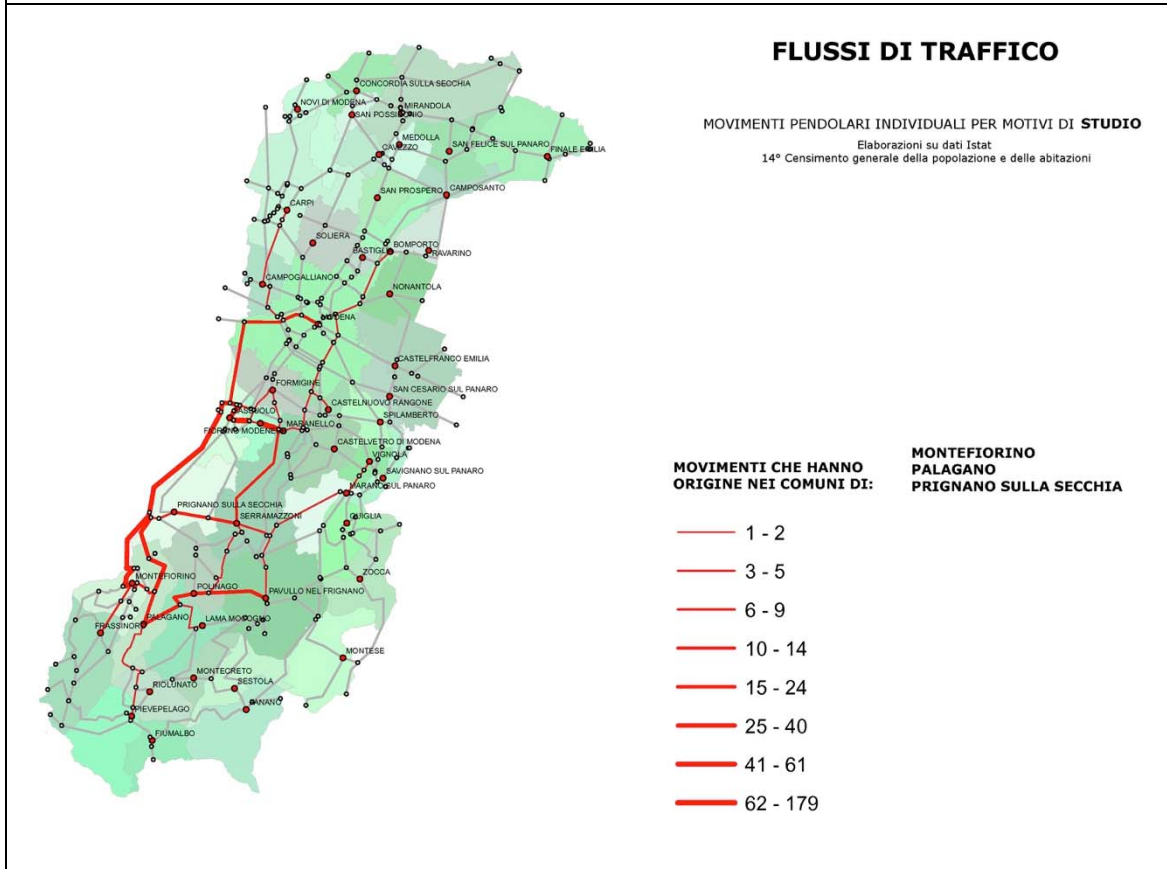 FLUSSI DI TRAFFICO
MOVIMENTI PENDOLARI INDIVIDUALI PER MOTIVI DI STUDIO
Elaborazioni su dati Istat
14° Censimento generale della popolazione e delle abitazioni
CONCORDIA SULLA SECCHIA
NOVI DI MODENA
MIRANDOLA
SAN POSSIDONIO
MEDOLLA
CAVEZZO
SAN FELICE SUL PANARO
FINALE EMILIA
SAN PROSPERO
CAMPOSANTO
CARPI
SOLIERA
BASTIGLIA
BOMPORTO
RAVARINO
CAMPOGALLIANO
NONANTOLA
MODENA
CASTELFRANCO EMILIA
FORMIGINE
SAN CESARIO SUL PANARO
SASSUOLO
CASTELNUOVO RANGONE
SPILAMBERTO
FIORANO MODENESE
MARANELLO
CASTELVETRO DI MODENA
VIGNOLA
SAVIGNANO SUL PANARO
MARANO SUL PANARO
PRIGNANO SULLA SECCHIA
SERRAMAZZONI
GUIGLIA
MONTEFIORINO
ZOCCA
POLINAGO
PAVULLO NEL FRIGNANO
PALAGANO
LAMA MOCOGNO
FRASSINORO
MONTESE
MONTECRETO
RIOLUNATO
SESTOLA
FANANO
PIEVEPELAGO
FIUMALBO
MOVIMENTI CHE HANNO
ORIGINE NEI COMUNI DI:
MONTEFIORINO
PALAGANO
PRIGNANO SULLA SECCHIA
1 - 2
3 - 5
6 - 9
10 - 14
15 - 24
25 - 40
41 - 61
62 - 179